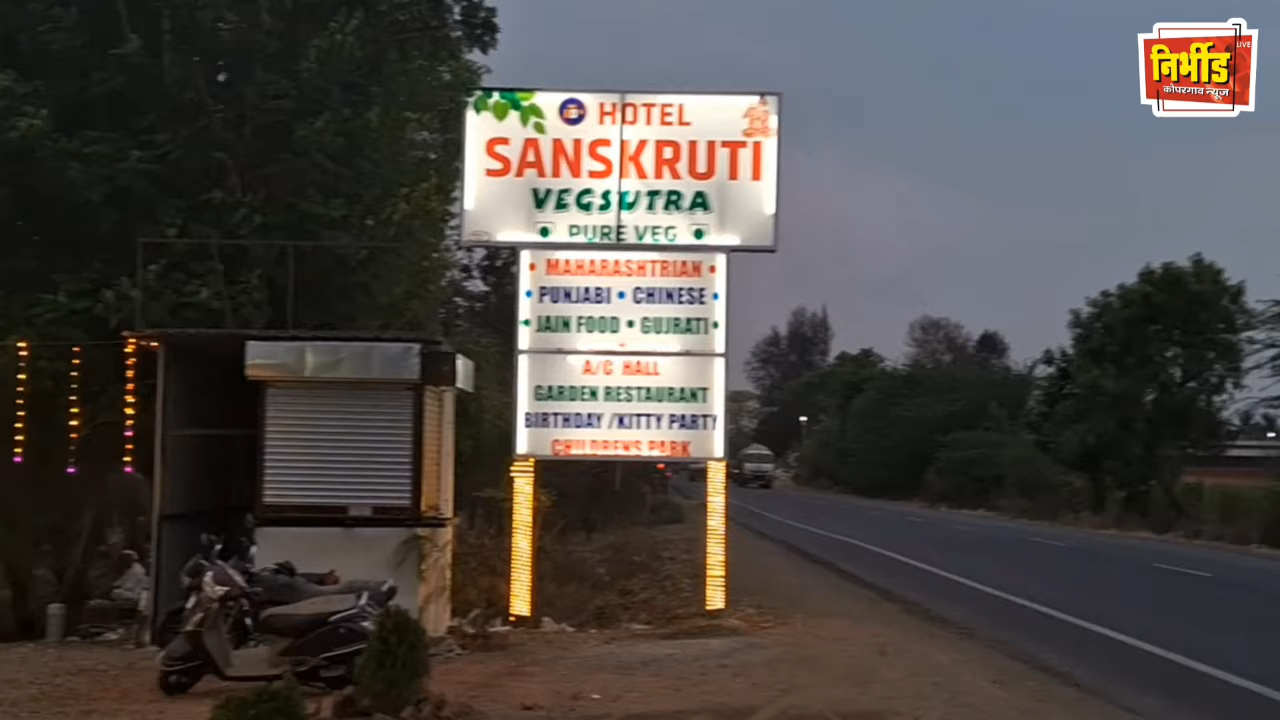 HOTEL
SANSKRUTI
VEGSUTRA
PURE VEG
• MAHARASHTRIAN •
• PUNJABI • CHINESE •
• JAIN FOOD • GUJRATI •
A/C HALL
GARDEN RESTAURANT
BIRTHDAY /KITTY PARTY
CHILDRENS PARK
LIVE
निर्भीड
कोपरगाव न्यूज